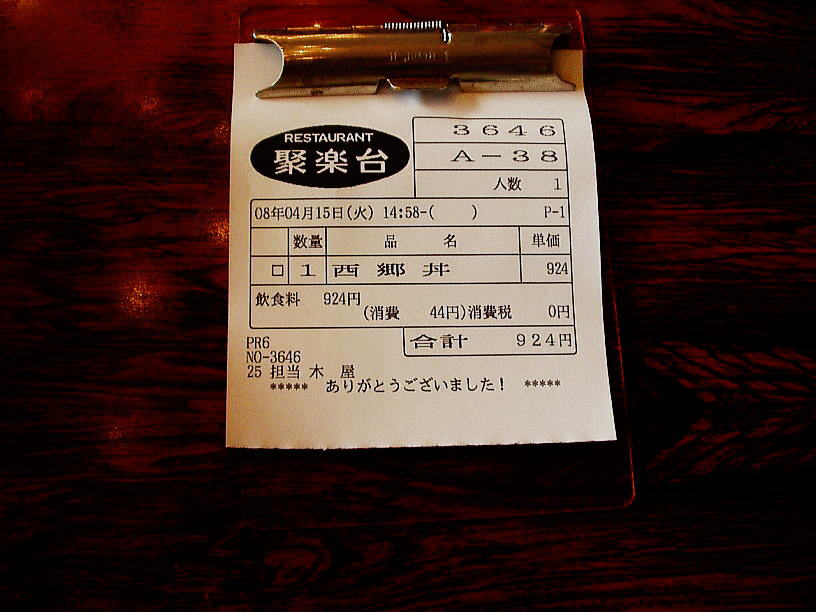 RESTAURANT
聚楽台
3646
A-38
人数 1
08年04月15日(火) 14:58-( ) P-1
数量 品 名 単価
□ 1 西郷丼 924
飲食料 924円
(消費 44円)消費税 0円
合計 924円
PR6
NO-3646
25 担当 木 屋
***** ありがとうございました! *****